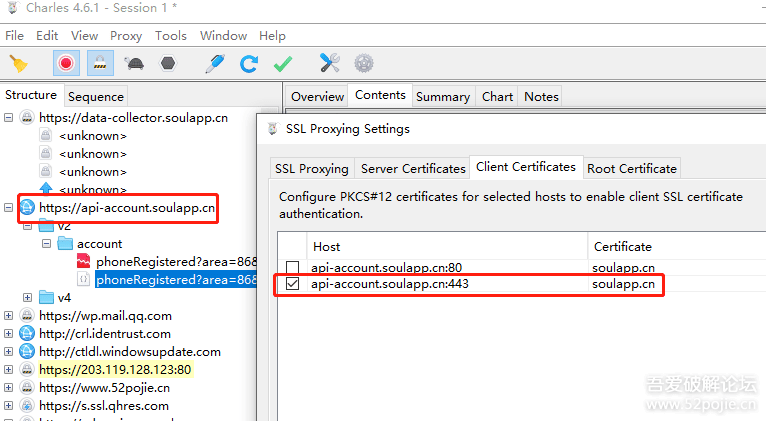 Charles 4.6.1 - Session 1 *
File Edit View Proxy Tools Window Help
Structure Sequence
Overview Contents Summary Chart Notes
https://data-collector.soulapp.cn
<unknown>
<unknown>
<unknown>
<unknown>
https://api-account.soulapp.cn
v2
account
phoneRegistered?area=868
phoneRegistered?area=868
v4
https://wp.mail.qq.com
http://crl.identrust.com
http://ctldl.windowsupdate.com
https://203.119.128.123:80
https://www.52pojie.cn
https://s.ssl.qhres.com
SSL Proxying Settings
SSL Proxying Server Certificates Client Certificates Root Certificate
Configure PKCS#12 certificates for selected hosts to enable client SSL certificate
authentication.
Host Certificate
api-account.soulapp.cn:80 soulapp.cn
api-account.soulapp.cn:443 soulapp.cn
吾爱破解论坛
www.52pojie.cn